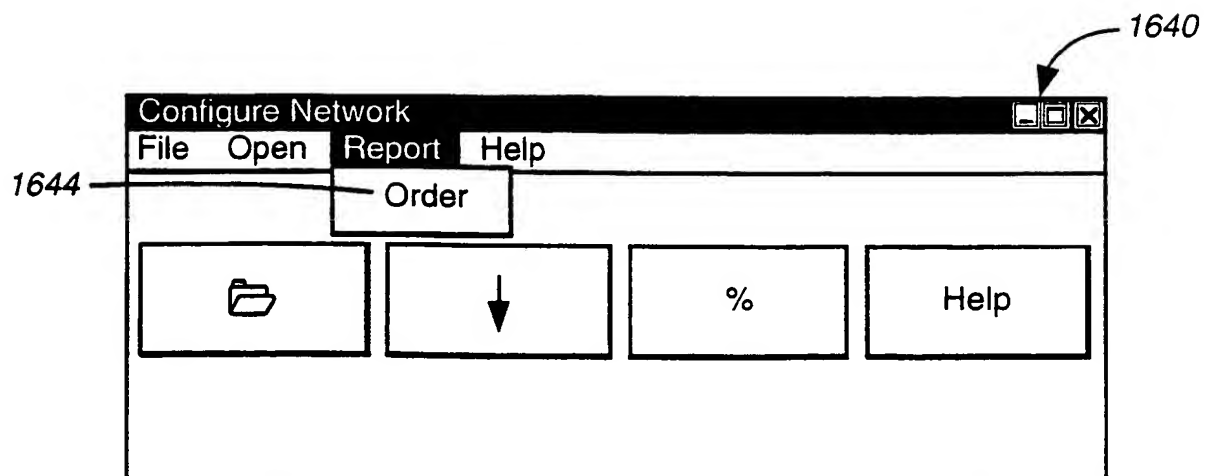 1640
Configure Network
File Open Report Help
1644 Order
% Help